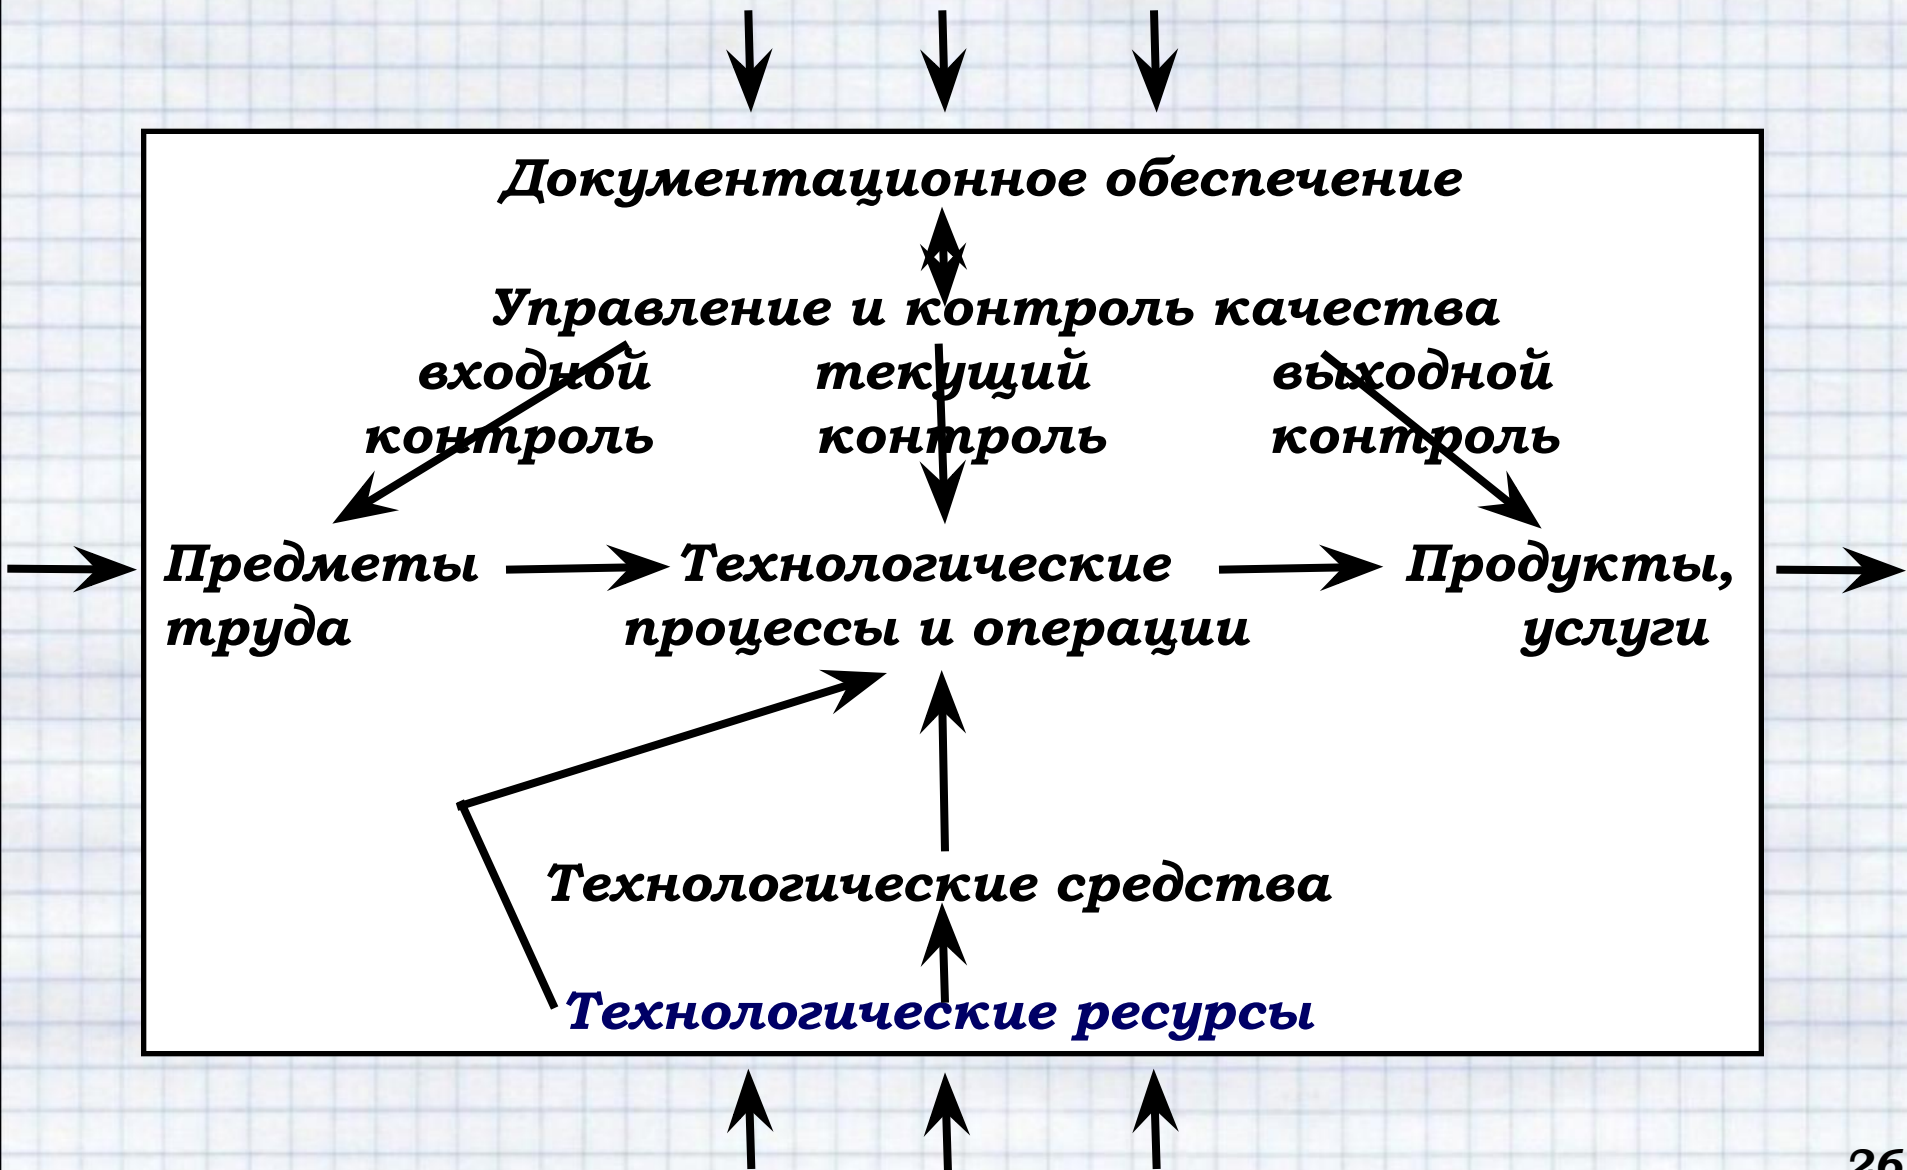 Документационное обеспечение
Управление и контроль качества
входной текущий выходной
контроль контроль контроль
Предметы Технологические Продукты,
труда процессы и операции услуги
Технологические средства
Технологические ресурсы
26